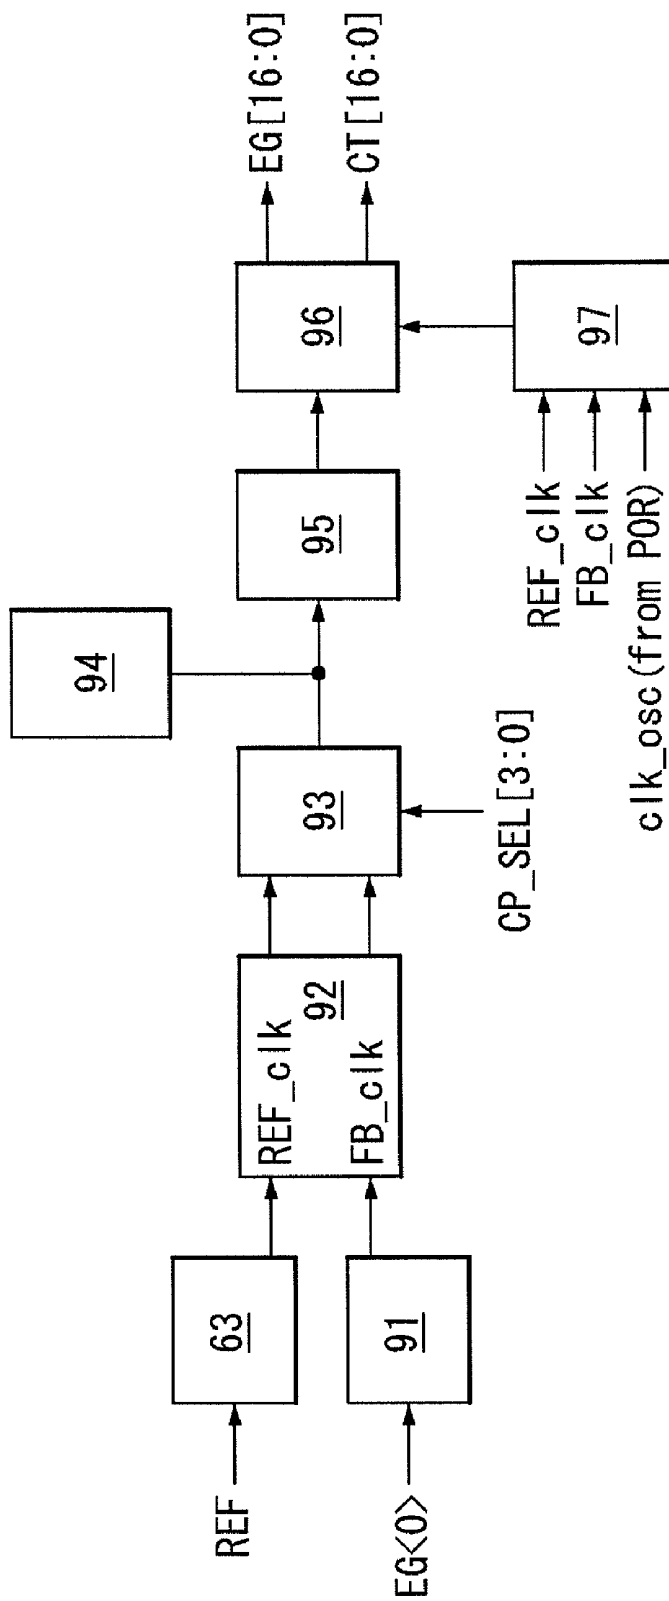 REF
63
EG<0>
91
REF_clk
FB_clk
92
93
CP_SEL[3:0]
94
95
96
EG[16:0]
CT[16:0]
97
REF_clk
FB_clk
clk_osc(from POR)